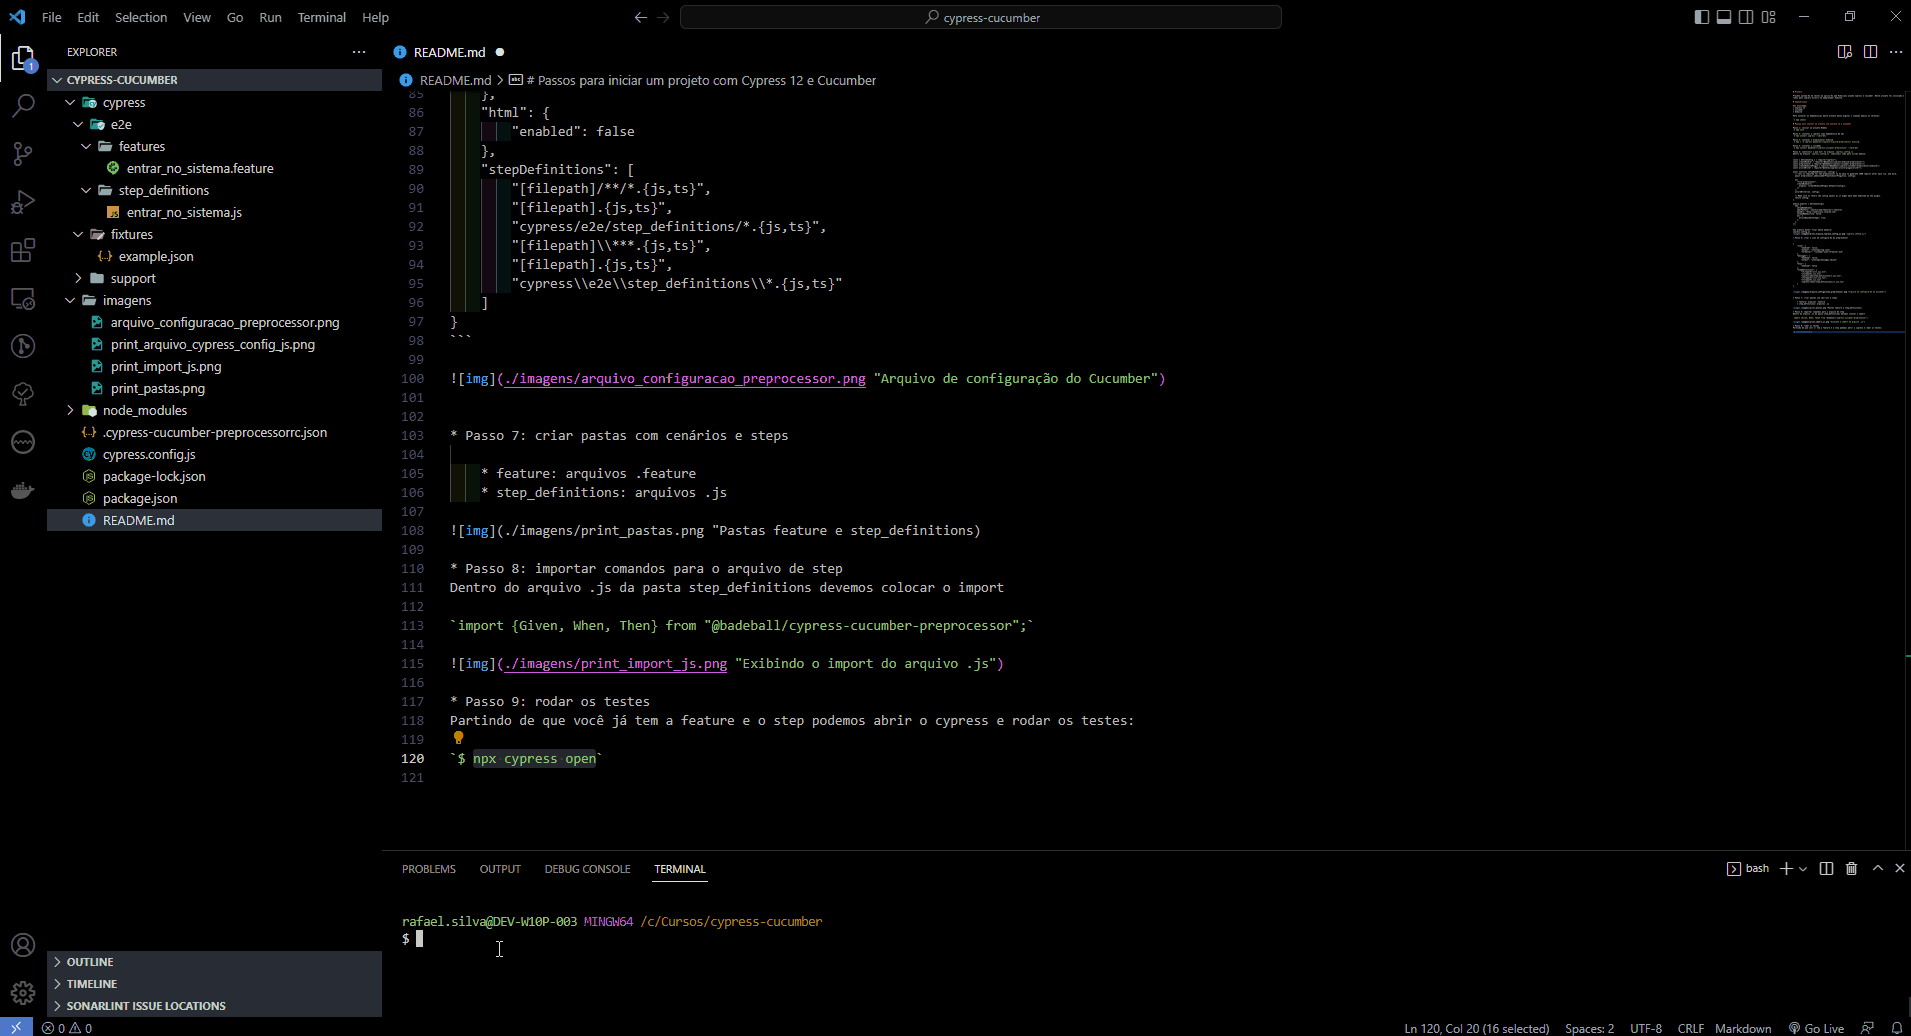 File Edit Selection View Go Run Terminal Help
cypress-cucumber
EXPLORER
README.md
CYPRESS-CUCUMBER
README.md > # Passos para iniciar um projeto com Cypress 12 e Cucumber
cypress
e2e
features
entrar_no_sistema.feature
step_definitions
entrar_no_sistema.js
fixtures
example.json
support
imagens
arquivo_configuracao_preprocessor.png
print_arquivo_cypress_config_js.png
print_import_js.png
print_pastas.png
node_modules
.cypress-cucumber-preprocessorrc.json
cypress.config.js
package-lock.json
package.json
README.md
1
85 },
86 "html": {
87 "enabled": false
88 },
89 "stepDefinitions": [
90 "[filepath]/**/*.{js,ts}",
91 "[filepath].{js,ts}",
92 "cypress/e2e/step_definitions/*.{js,ts}",
93 "[filepath]\\***.{js,ts}",
94 "[filepath].{js,ts}",
95 "cypress\\e2e\\step_definitions\\*.{js,ts}"
96 ]
97 }
98 ```
99
100 ![img](./imagens/arquivo_configuracao_preprocessor.png "Arquivo de configuração do Cucumber")
101
102
103 * Passo 7: criar pastas com cenários e steps
104
105 * feature: arquivos .feature
106 * step_definitions: arquivos .js
107
108 ![img](./imagens/print_pastas.png "Pastas feature e step_definitions)
109
110 * Passo 8: importar comandos para o arquivo de step
111 Dentro do arquivo .js da pasta step_definitions devemos colocar o import
112
113 `import {Given, When, Then} from "@badeball/cypress-cucumber-preprocessor";`
114
115 ![img](./imagens/print_import_js.png "Exibindo o import do arquivo .js")
116
117 * Passo 9: rodar os testes
118 Partindo de que você já tem a feature e o step podemos abrir o cypress e rodar os testes:
119
120 `$ npx cypress open`
121
PROBLEMS OUTPUT DEBUG CONSOLE TERMINAL
bash
rafael.silva@DEV-W10P-003 MINGW64 /c/Cursos/cypress-cucumber
$
OUTLINE
TIMELINE
SONARLINT ISSUE LOCATIONS
0 0
Ln 120, Col 20 (16 selected) Spaces: 2 UTF-8 CRLF Markdown Go Live